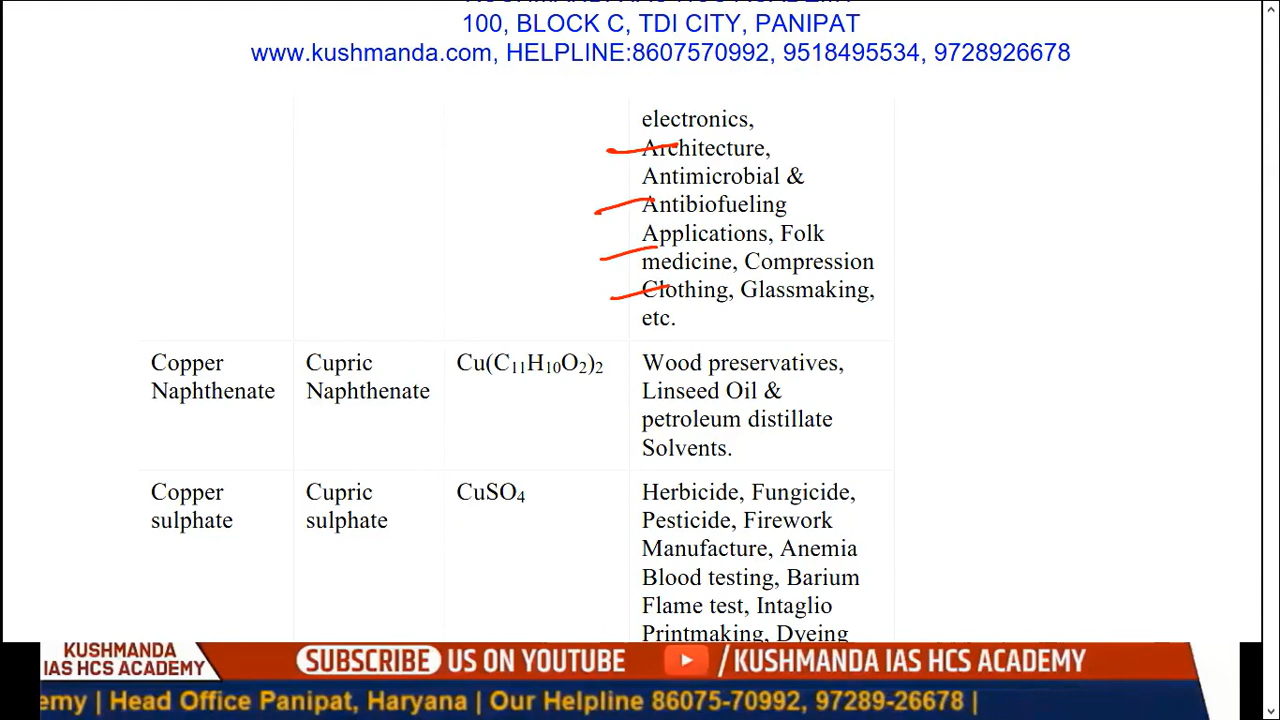 100, BLOCK C, TDI CITY, PANIPAT
www.kushmanda.com, HELPLINE:8607570992, 9518495534, 9728926678
electronics,
Architecture,
Antimicrobial &
Antibiofueling
Applications, Folk
medicine, Compression
Clothing, Glassmaking,
etc.
Copper Naphthenate
Cupric Naphthenate
Cu(C₁₁H₁₀O₂)₂
Wood preservatives,
Linseed Oil &
petroleum distillate
Solvents.
Copper sulphate
Cupric sulphate
CuSO₄
Herbicide, Fungicide,
Pesticide, Firework
Manufacture, Anemia
Blood testing, Barium
Flame test, Intaglio
Printmaking, Dyeing
KUSHMANDA
IAS HCS ACADEMY
SUBSCRIBE US ON YOUTUBE /KUSHMANDA IAS HCS ACADEMY
emy | Head Office Panipat, Haryana | Our Helpline 86075-70992, 97289-26678 |